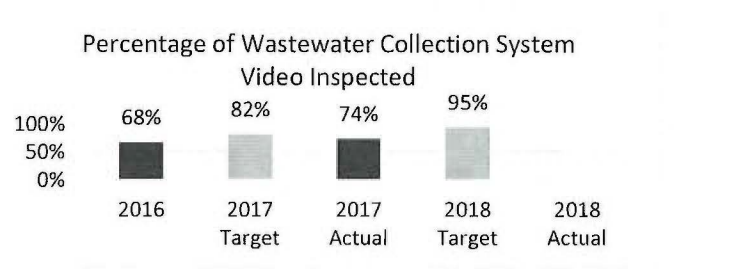 Percentage of Wastewater Collection System
Video Inspected
100%
50%
0%
68%
82%
74%
95%
2016
2017
Target
2017
Actual
2018
Target
2018
Actual